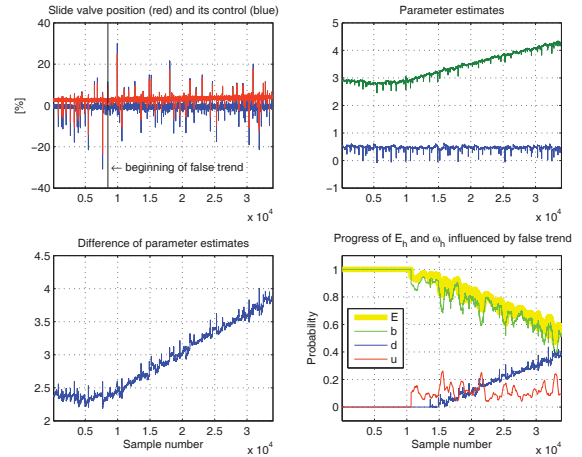 Slide valve position (red) and its control (blue)
40
20
0
−20
−40
[%]
← beginning of false trend
0.5 1 1.5 2 2.5 3
x 10^4
Parameter estimates
5
4
3
2
1
0
−1
0.5 1 1.5 2 2.5 3
x 10^4
Difference of parameter estimates
4.5
4
3.5
3
2.5
2
0.5 1 1.5 2 2.5 3
x 10^4
Sample number
Progress of E_h and ω_h influenced by false trend
1
0.8
0.6
0.4
0.2
0
Probability
E
b
d
u
0.5 1 1.5 2 2.5 3
x 10^4
Sample number